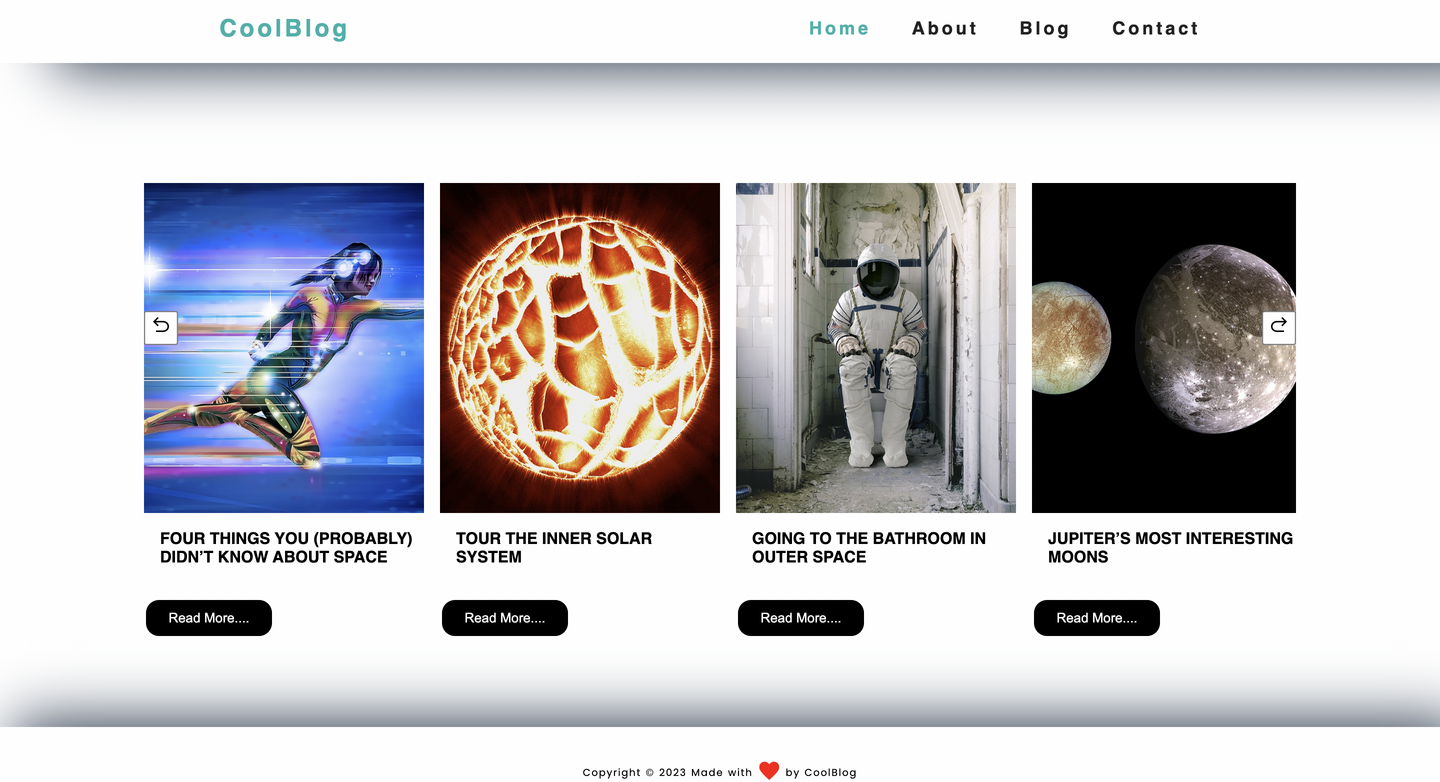 CoolBlog
Home About Blog Contact
FOUR THINGS YOU (PROBABLY)
DIDN’T KNOW ABOUT SPACE
TOUR THE INNER SOLAR
SYSTEM
GOING TO THE BATHROOM IN
OUTER SPACE
JUPITER’S MOST INTERESTING
MOONS
Read More....
Read More....
Read More....
Read More....
Copyright © 2023 Made with ❤ by CoolBlog